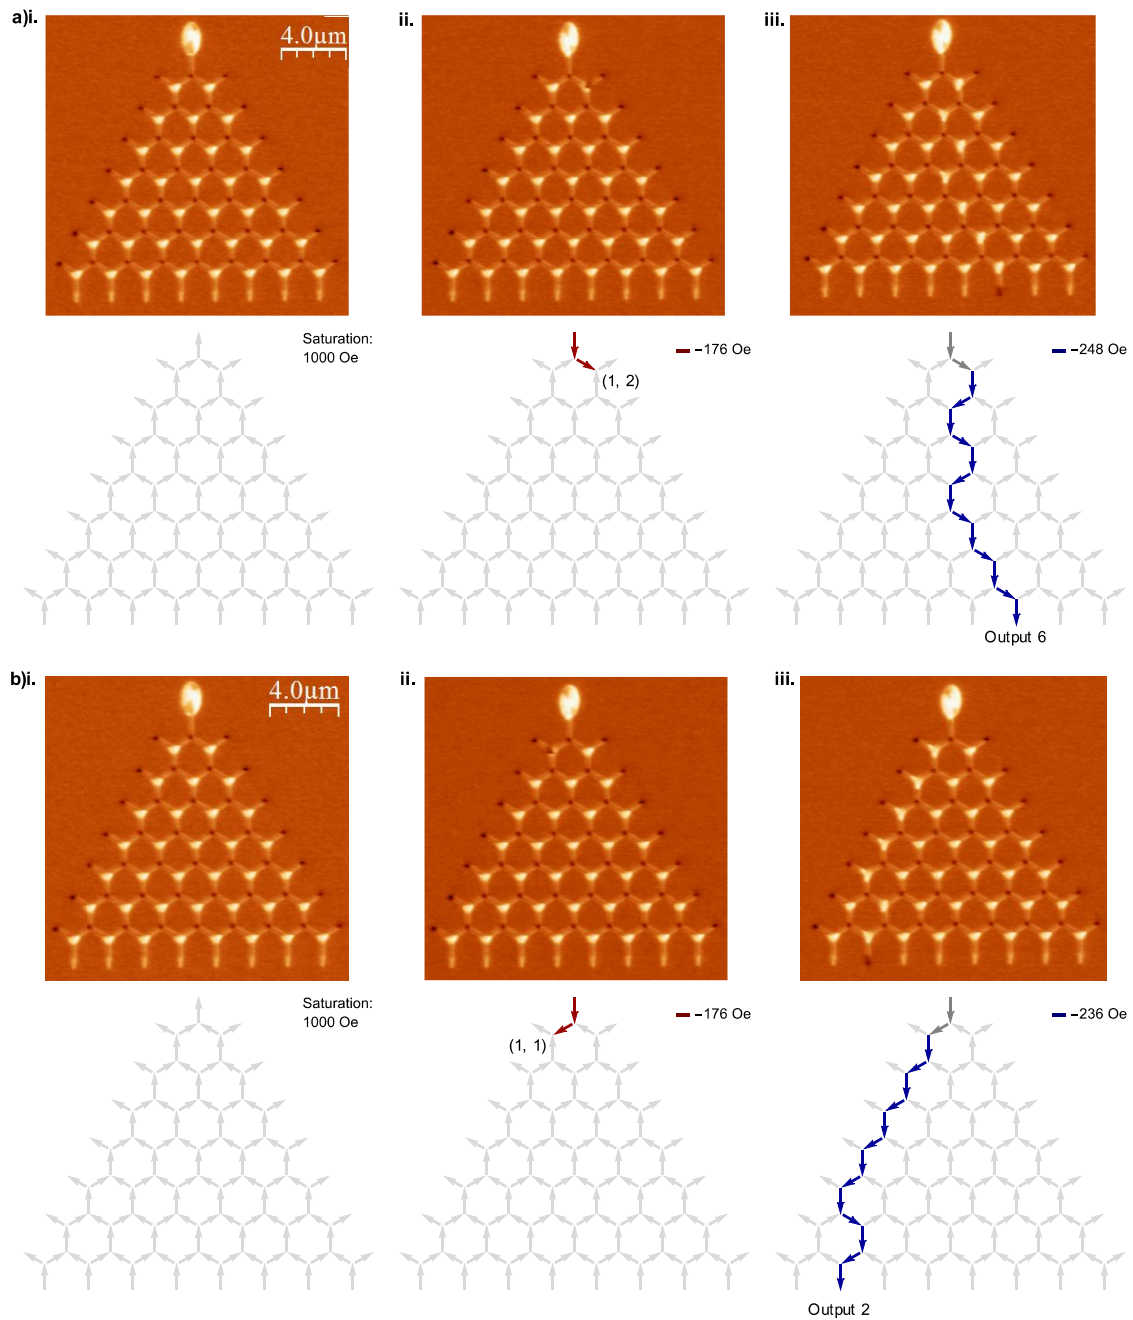 a)i.
4.0µm
ii.
iii.
Saturation:
1000 Oe
−176 Oe
(1, 2)
−248 Oe
Output 6
b)i.
4.0µm
ii.
iii.
Saturation:
1000 Oe
−176 Oe
(1, 1)
−236 Oe
Output 2